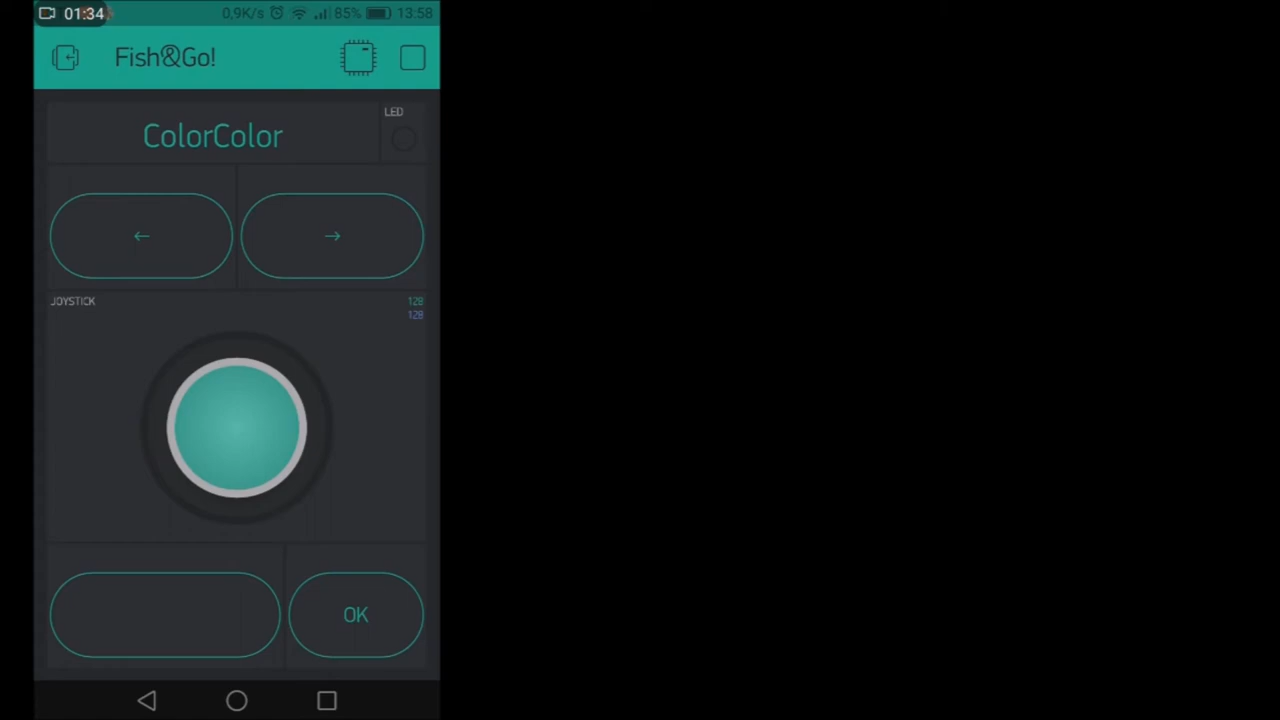 01:34 0,9K/s 85% 13:58
Fish&Go!
ColorColor
LED
← →
JOYSTICK 128
128
OK